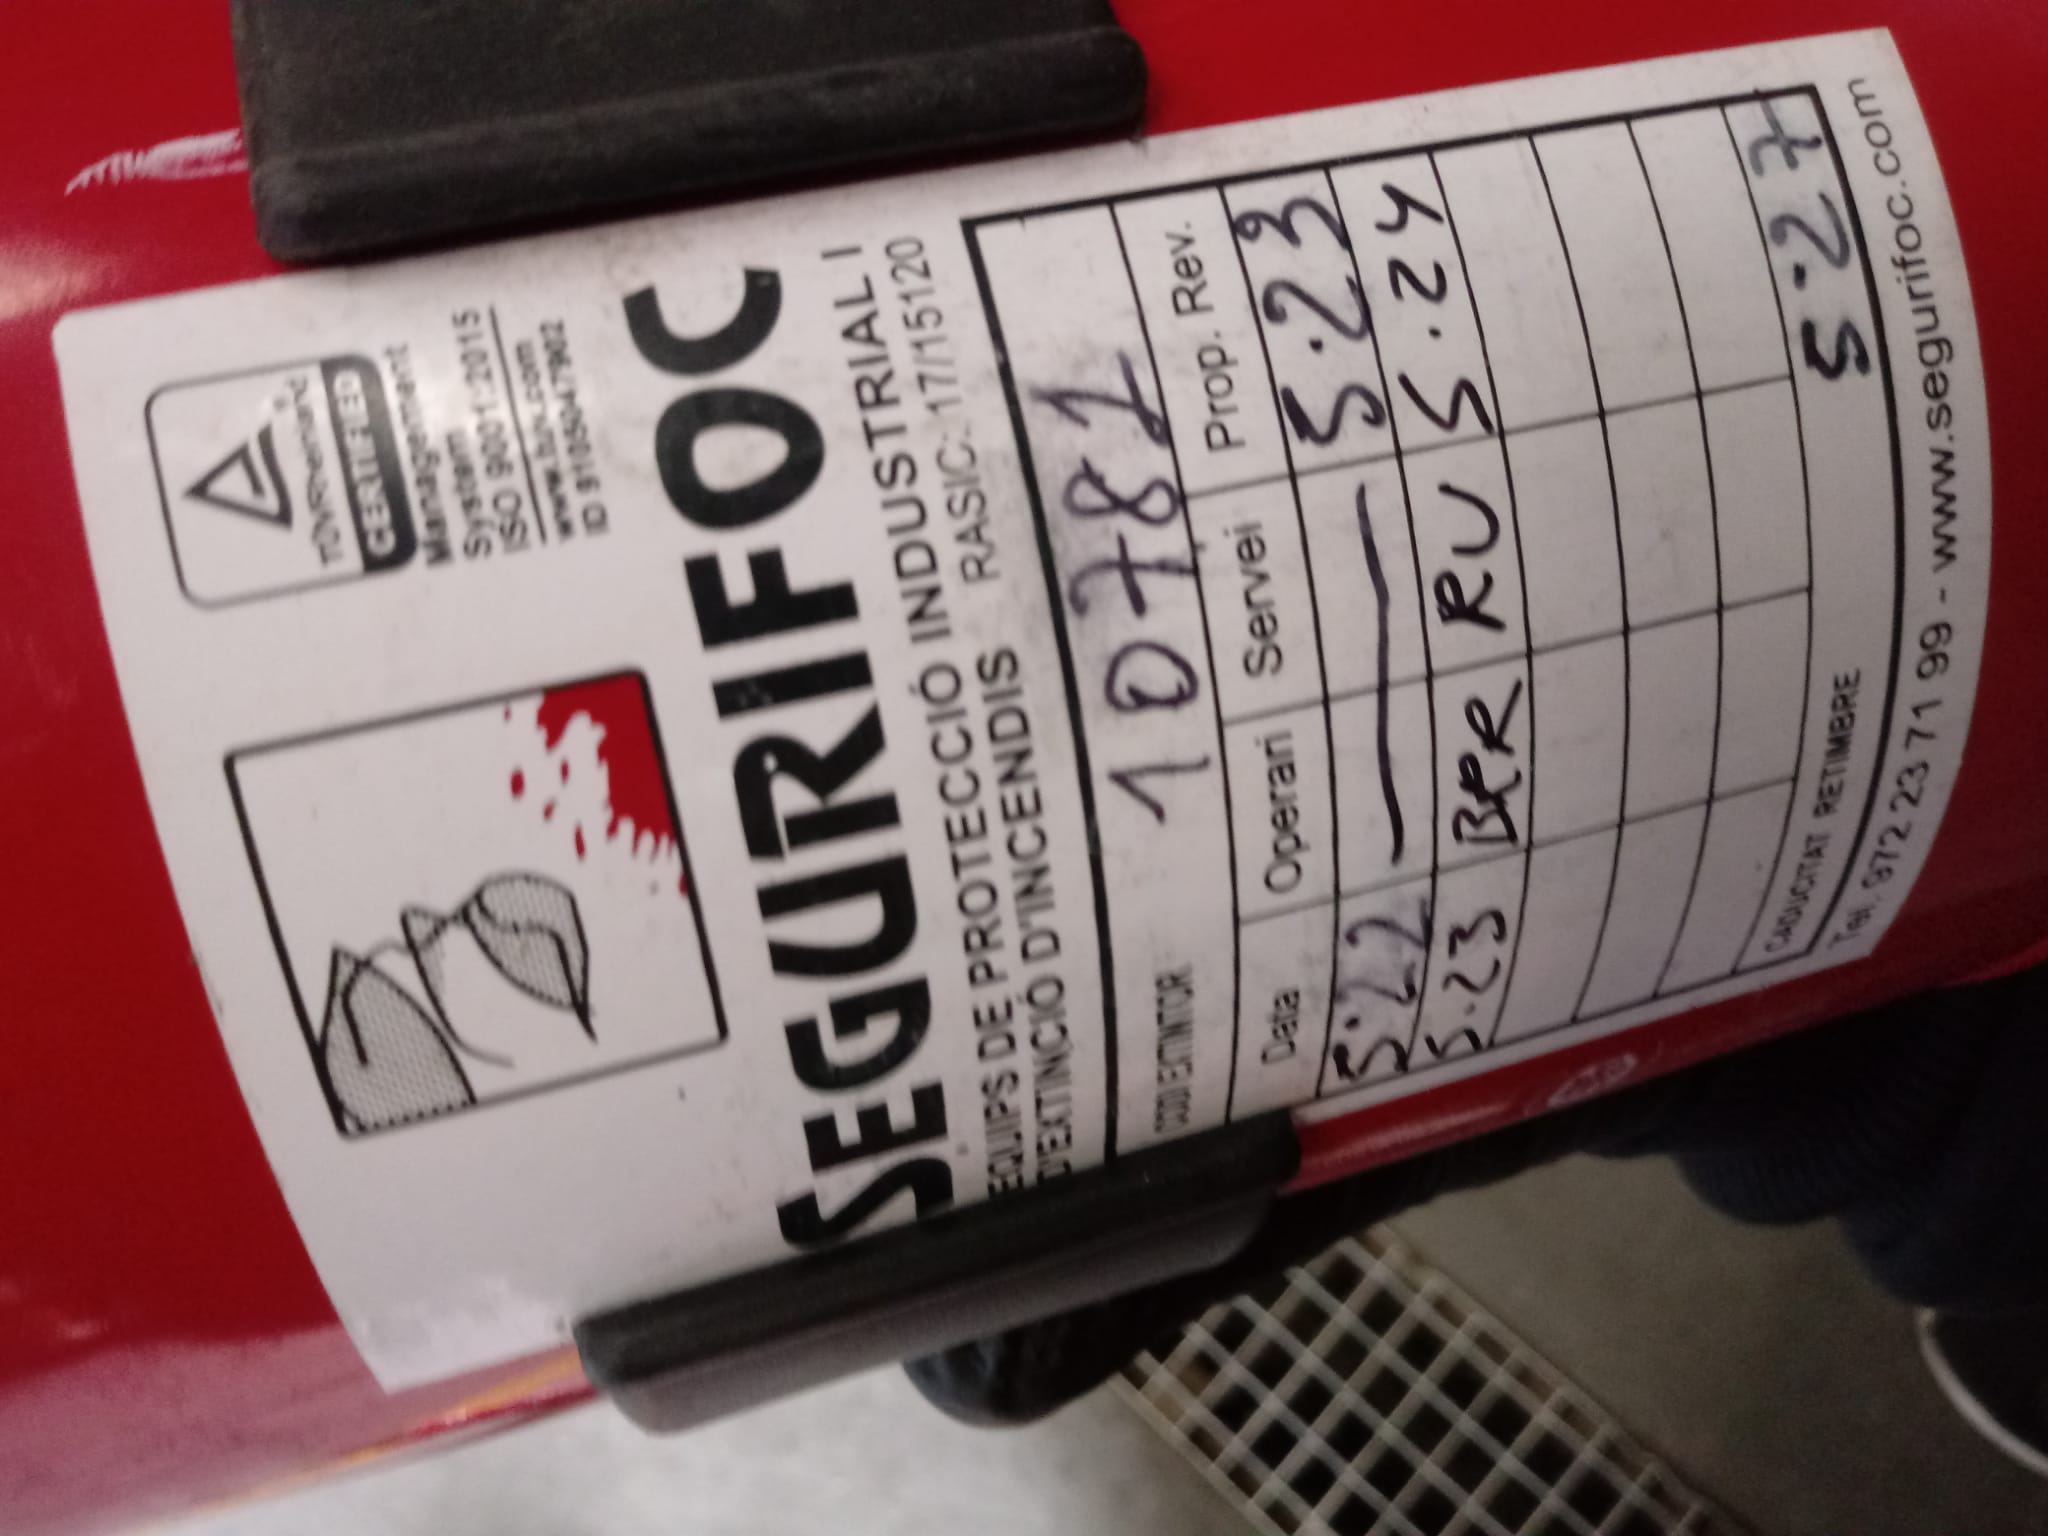 TÜVRheinland
CERTIFIED
Management
System
ISO 9001:2015
www.tuv.com
ID 9105047902
SEGURIFOC
EQUIPS DE PROTECCIÓ INDUSTRIAL I
D'EXTINCIÓ D'INCENDIS RASIC: 17/15120
CODI EXTINTOR 10781
Data Operari Servei Prop. Rev.
5.22 — 5.23
5.23 BRR RU 5.24
CADUCITAT RETIMBRE 5.27
Tel. 972 23 71 99 - www.segurifoc.com